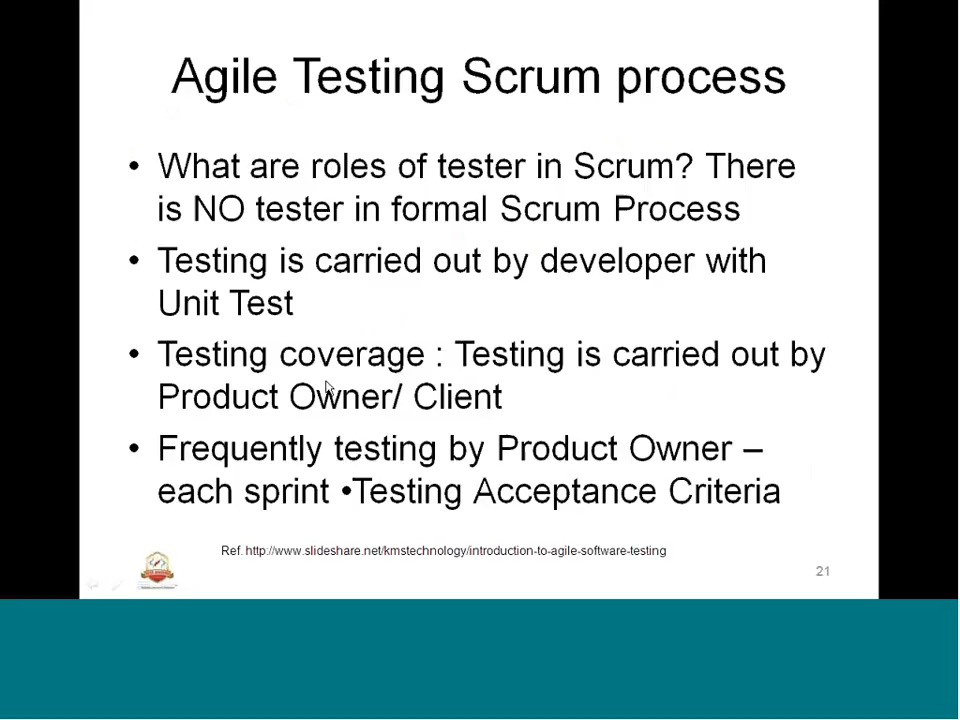 Agile Testing Scrum process
• What are roles of tester in Scrum? There
is NO tester in formal Scrum Process
• Testing is carried out by developer with
Unit Test
• Testing coverage : Testing is carried out by
Product Owner/ Client
• Frequently testing by Product Owner –
each sprint •Testing Acceptance Criteria
Ref. http://www.slideshare.net/kmstechnology/introduction-to-agile-software-testing
21